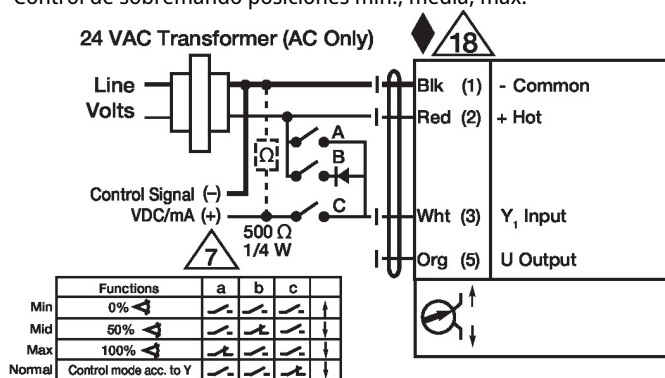 Control de sobremando posiciones mín., media, máx.
24 VAC Transformer (AC Only)
18
Line
Volts
Blk (1) - Common
Red (2) + Hot
A
B
Ω
Control Signal (–)
VDC/mA (+)
C
500 Ω
1/4 W
7
Wht (3) Y1 Input
Org (5) U Output
Functions a b c
Min 0%
Mid 50%
Max 100%
Normal Control mode acc. to Y